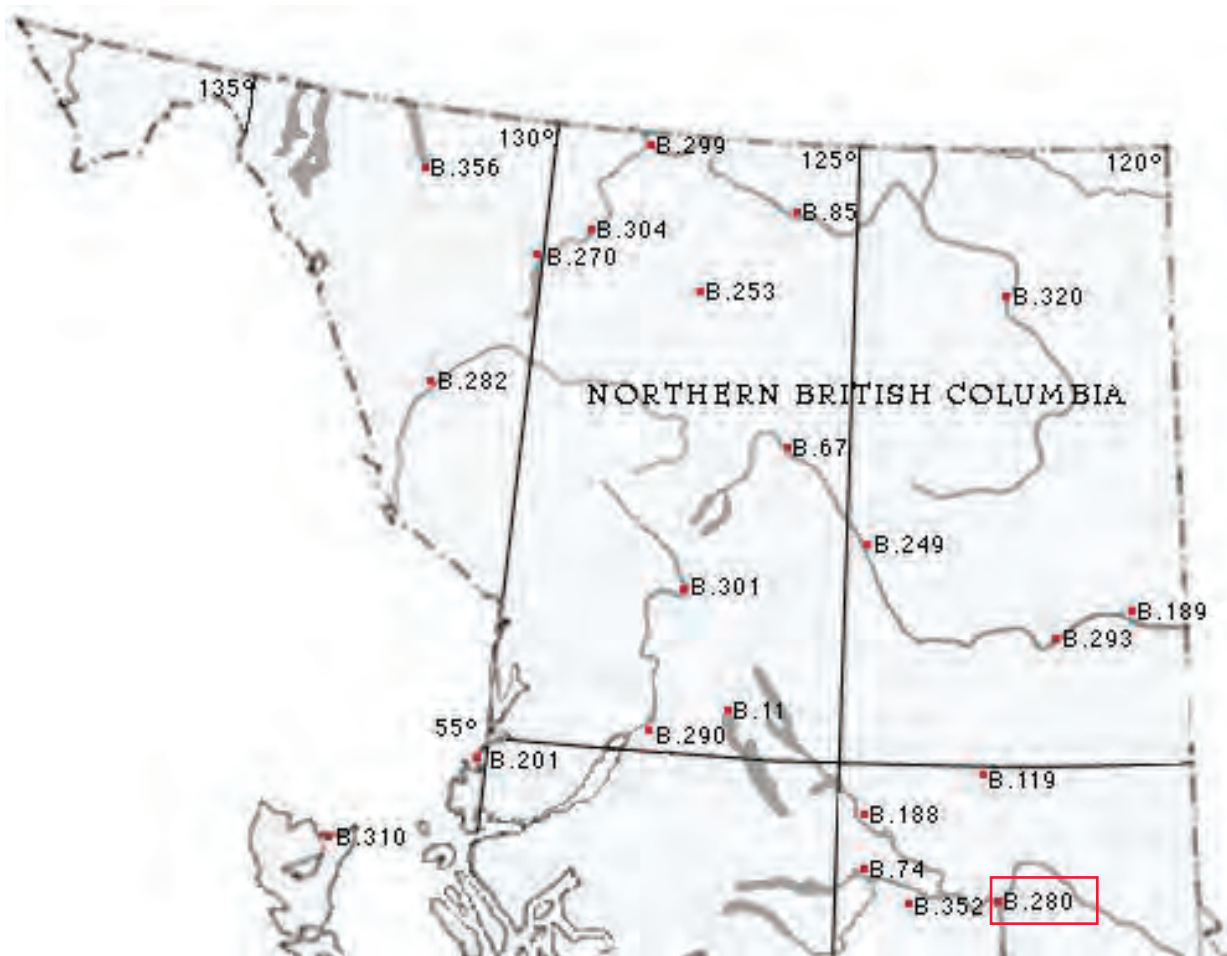 135°
130°
B.299
125°
120°
B.356
B.85
B.304
B.270
B.253
B.320
B.282
NORTHERN BRITISH COLUMBIA
B.67
B.249
B.301
B.189
B.293
B.11
55°
B.290
B.201
B.119
B.188
B.310
B.74
B.352
B.280